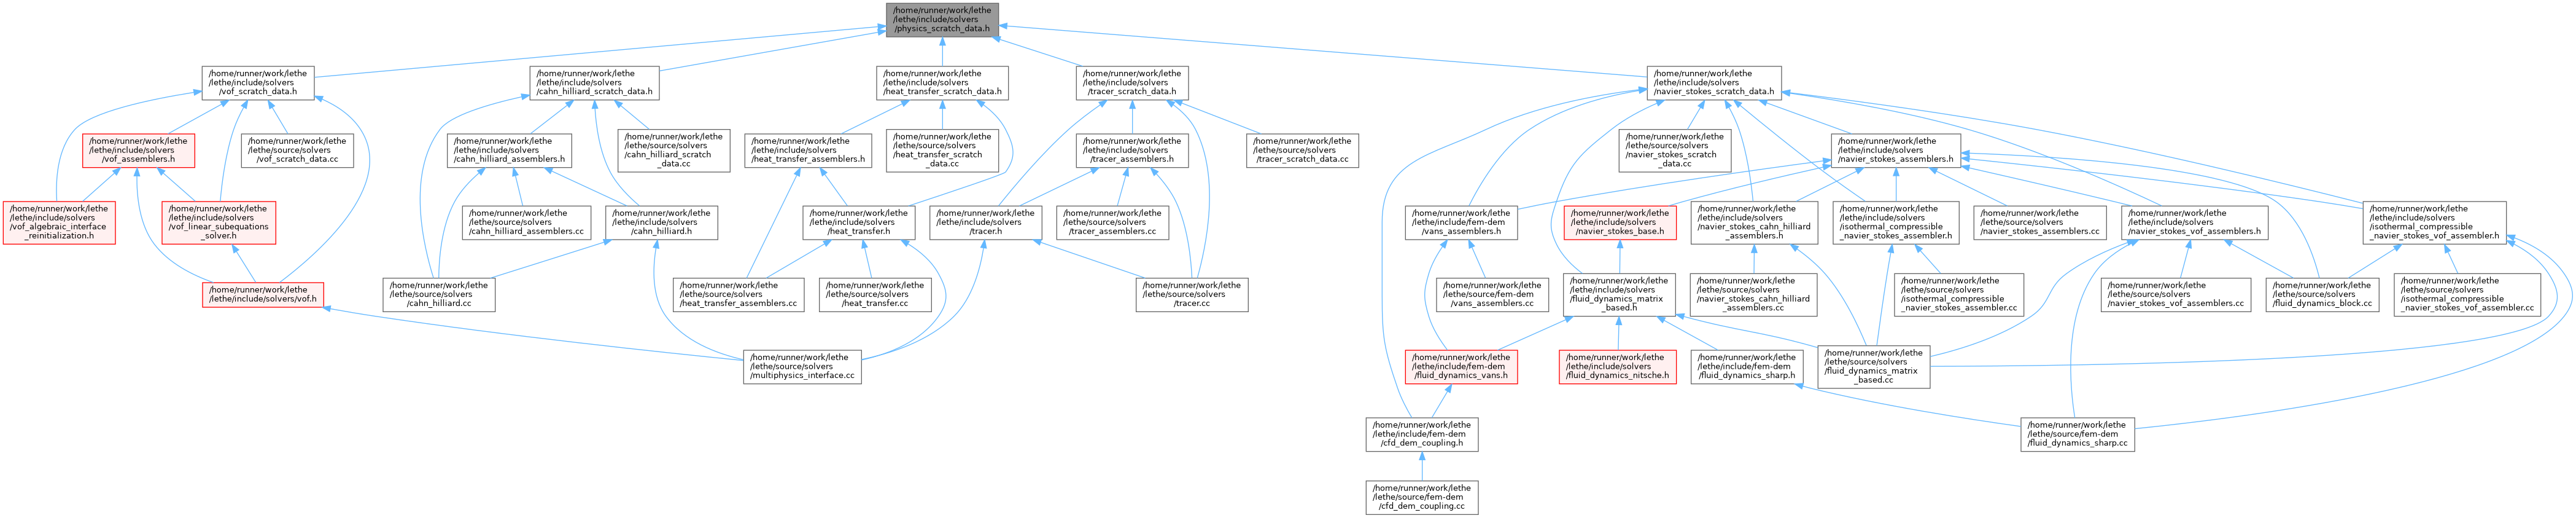 /home/runner/work/lethe
/lethe/include/solvers
/physics_scratch_data.h
/home/runner/work/lethe
/lethe/include/solvers
/vof_scratch_data.h
/home/runner/work/lethe
/lethe/include/solvers
/cahn_hilliard_scratch_data.h
/home/runner/work/lethe
/lethe/include/solvers
/heat_transfer_scratch_data.h
/home/runner/work/lethe
/lethe/include/solvers
/tracer_scratch_data.h
/home/runner/work/lethe
/lethe/include/solvers
/navier_stokes_scratch_data.h
/home/runner/work/lethe
/lethe/include/solvers
/vof_assemblers.h
/home/runner/work/lethe
/lethe/source/solvers
/vof_scratch_data.cc
/home/runner/work/lethe
/lethe/include/solvers
/cahn_hilliard_assemblers.h
/home/runner/work/lethe
/lethe/source/solvers
/cahn_hilliard_scratch
_data.cc
/home/runner/work/lethe
/lethe/include/solvers
/heat_transfer_assemblers.h
/home/runner/work/lethe
/lethe/source/solvers
/heat_transfer_scratch
_data.cc
/home/runner/work/lethe
/lethe/include/solvers
/tracer_assemblers.h
/home/runner/work/lethe
/lethe/source/solvers
/tracer_scratch_data.cc
/home/runner/work/lethe
/lethe/source/solvers
/navier_stokes_scratch
_data.cc
/home/runner/work/lethe
/lethe/include/solvers
/navier_stokes_assemblers.h
/home/runner/work/lethe
/lethe/include/solvers
/vof_algebraic_interface
_reinitialization.h
/home/runner/work/lethe
/lethe/include/solvers
/vof_linear_subequations
_solver.h
/home/runner/work/lethe
/lethe/source/solvers
/cahn_hilliard_assemblers.cc
/home/runner/work/lethe
/lethe/include/solvers
/cahn_hilliard.h
/home/runner/work/lethe
/lethe/include/solvers
/heat_transfer.h
/home/runner/work/lethe
/lethe/include/solvers
/tracer.h
/home/runner/work/lethe
/lethe/source/solvers
/tracer_assemblers.cc
/home/runner/work/lethe
/lethe/include/fem-dem
/vans_assemblers.h
/home/runner/work/lethe
/lethe/include/solvers
/navier_stokes_base.h
/home/runner/work/lethe
/lethe/include/solvers
/navier_stokes_cahn_hilliard
_assemblers.h
/home/runner/work/lethe
/lethe/include/solvers
/isothermal_compressible
_navier_stokes_assembler.h
/home/runner/work/lethe
/lethe/source/solvers
/navier_stokes_assemblers.cc
/home/runner/work/lethe
/lethe/include/solvers
/navier_stokes_vof_assemblers.h
/home/runner/work/lethe
/lethe/include/solvers
/isothermal_compressible
_navier_stokes_vof_assembler.h
/home/runner/work/lethe
/lethe/include/solvers/vof.h
/home/runner/work/lethe
/lethe/source/solvers
/cahn_hilliard.cc
/home/runner/work/lethe
/lethe/source/solvers
/heat_transfer_assemblers.cc
/home/runner/work/lethe
/lethe/source/solvers
/heat_transfer.cc
/home/runner/work/lethe
/lethe/source/solvers
/tracer.cc
/home/runner/work/lethe
/lethe/source/fem-dem
/vans_assemblers.cc
/home/runner/work/lethe
/lethe/include/solvers
/fluid_dynamics_matrix
_based.h
/home/runner/work/lethe
/lethe/source/solvers
/navier_stokes_cahn_hilliard
_assemblers.cc
/home/runner/work/lethe
/lethe/source/solvers
/isothermal_compressible
_navier_stokes_assembler.cc
/home/runner/work/lethe
/lethe/source/solvers
/navier_stokes_vof_assemblers.cc
/home/runner/work/lethe
/lethe/source/solvers
/fluid_dynamics_block.cc
/home/runner/work/lethe
/lethe/source/solvers
/isothermal_compressible
_navier_stokes_vof_assembler.cc
/home/runner/work/lethe
/lethe/source/solvers
/multiphysics_interface.cc
/home/runner/work/lethe
/lethe/include/fem-dem
/fluid_dynamics_vans.h
/home/runner/work/lethe
/lethe/include/solvers
/fluid_dynamics_nitsche.h
/home/runner/work/lethe
/lethe/include/fem-dem
/fluid_dynamics_sharp.h
/home/runner/work/lethe
/lethe/source/solvers
/fluid_dynamics_matrix
_based.cc
/home/runner/work/lethe
/lethe/include/fem-dem
/cfd_dem_coupling.h
/home/runner/work/lethe
/lethe/source/fem-dem
/fluid_dynamics_sharp.cc
/home/runner/work/lethe
/lethe/source/fem-dem
/cfd_dem_coupling.cc